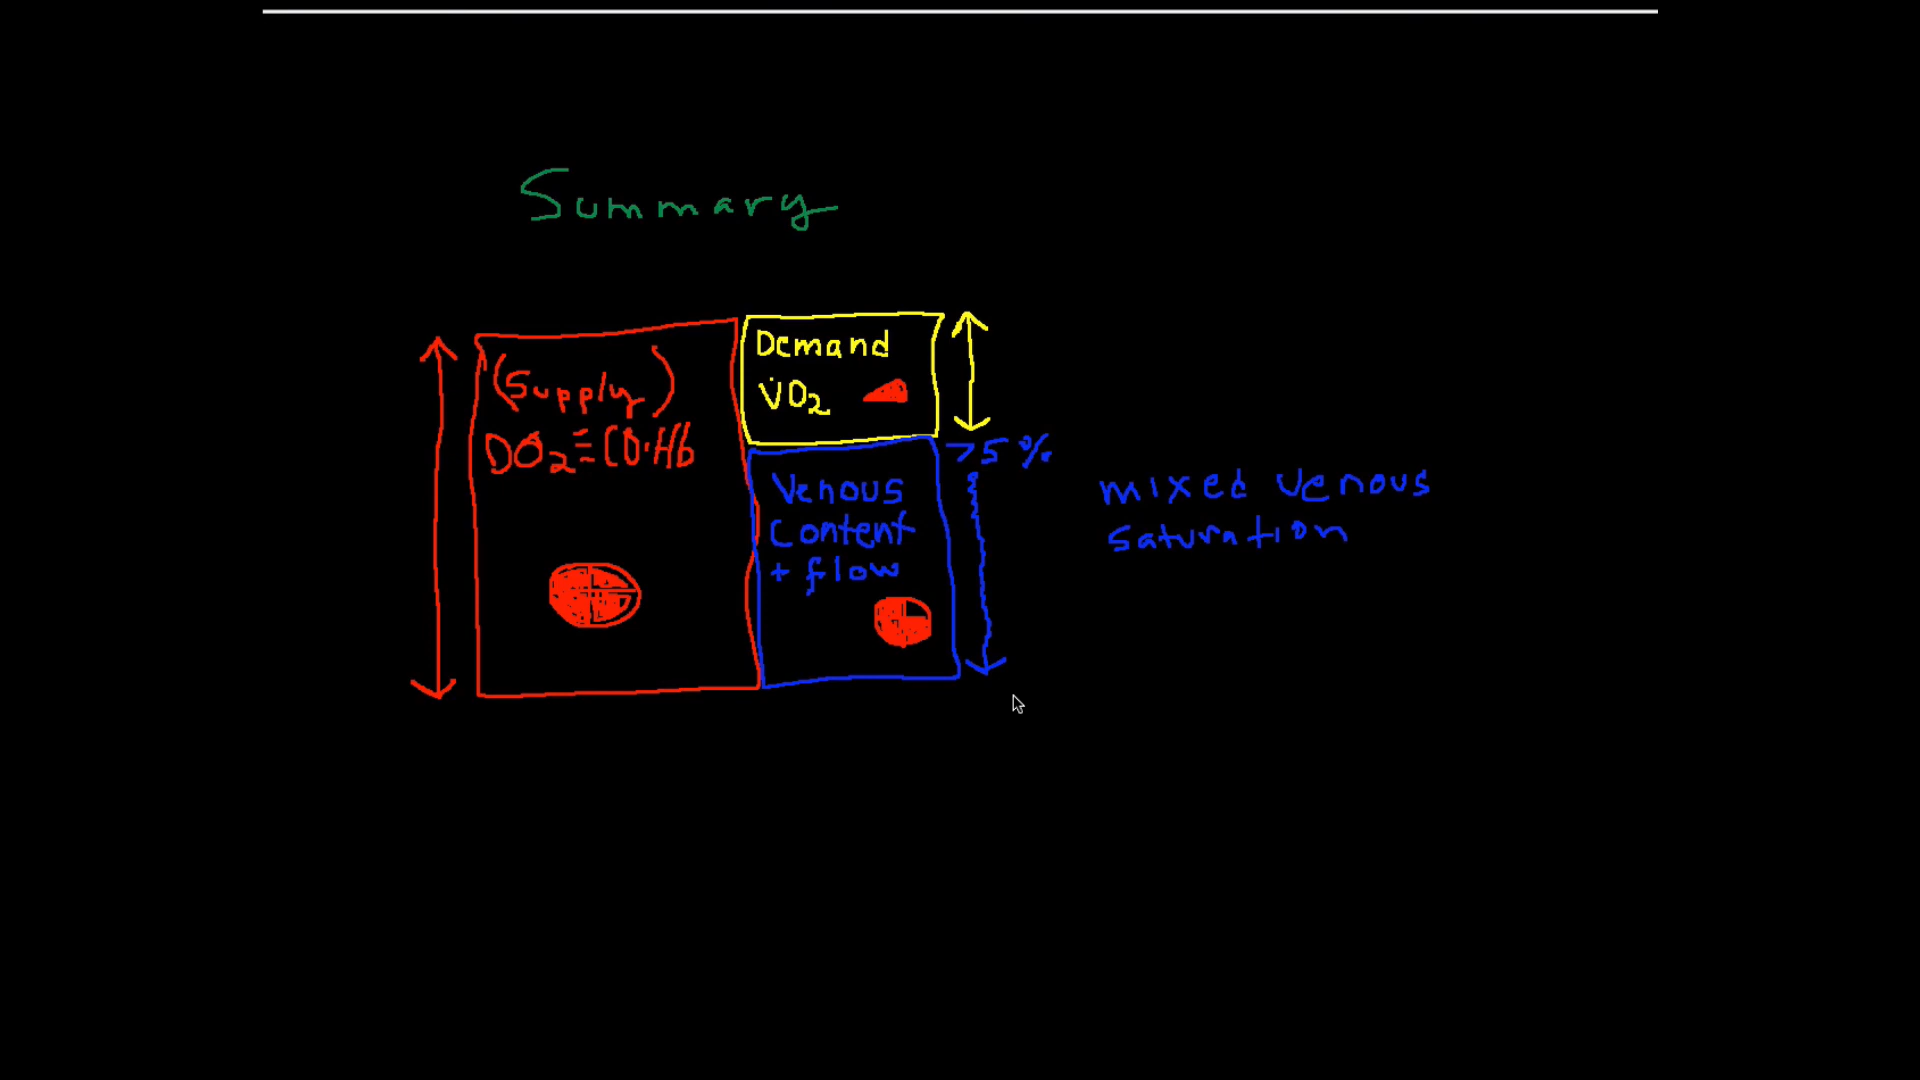 Summary
(Supply)
DO2 ≡ CO·Hb
Demand
V̇O2
75%
Venous
Content
+ flow
mixed venous
saturation